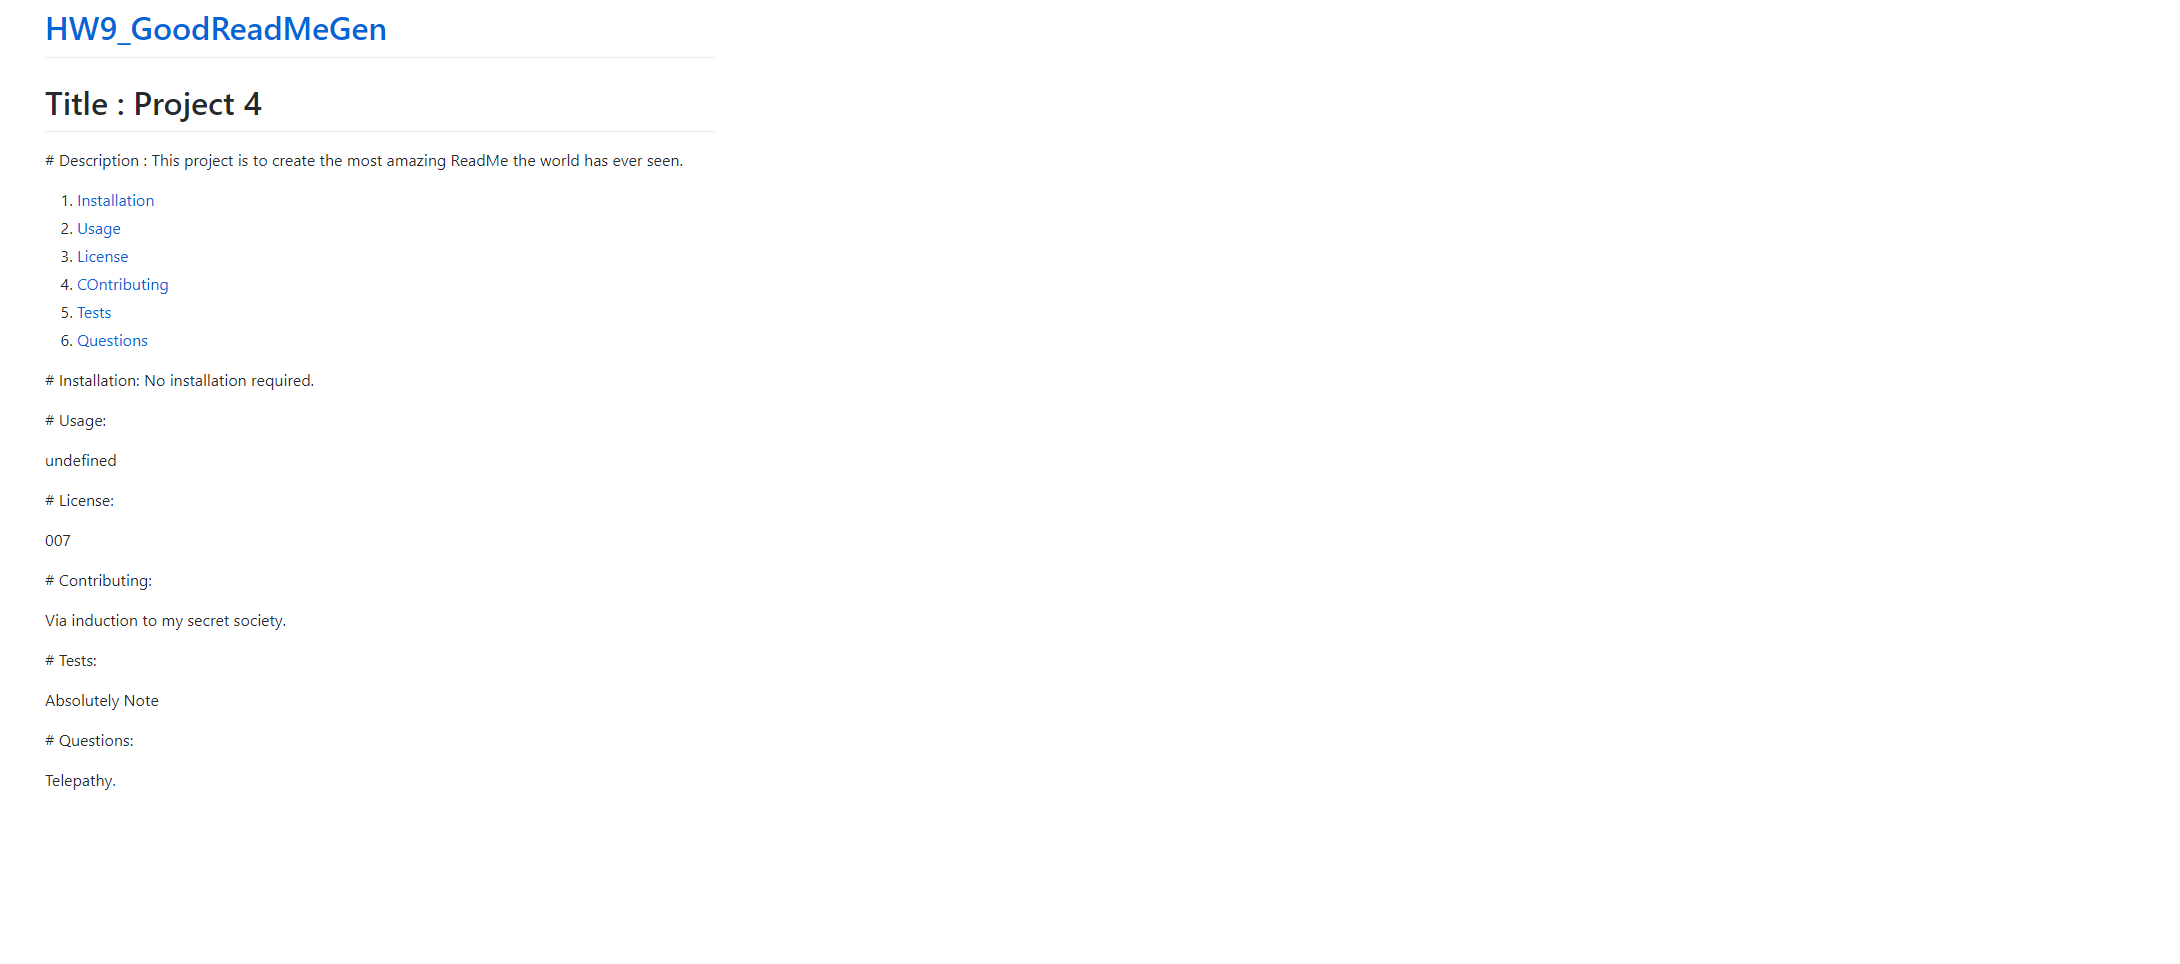 HW9_GoodReadMeGen
Title : Project 4
# Description : This project is to create the most amazing ReadMe the world has ever seen.
1. Installation
2. Usage
3. License
4. COntributing
5. Tests
6. Questions
# Installation: No installation required.
# Usage:
undefined
# License:
007
# Contributing:
Via induction to my secret society.
# Tests:
Absolutely Note
# Questions:
Telepathy.